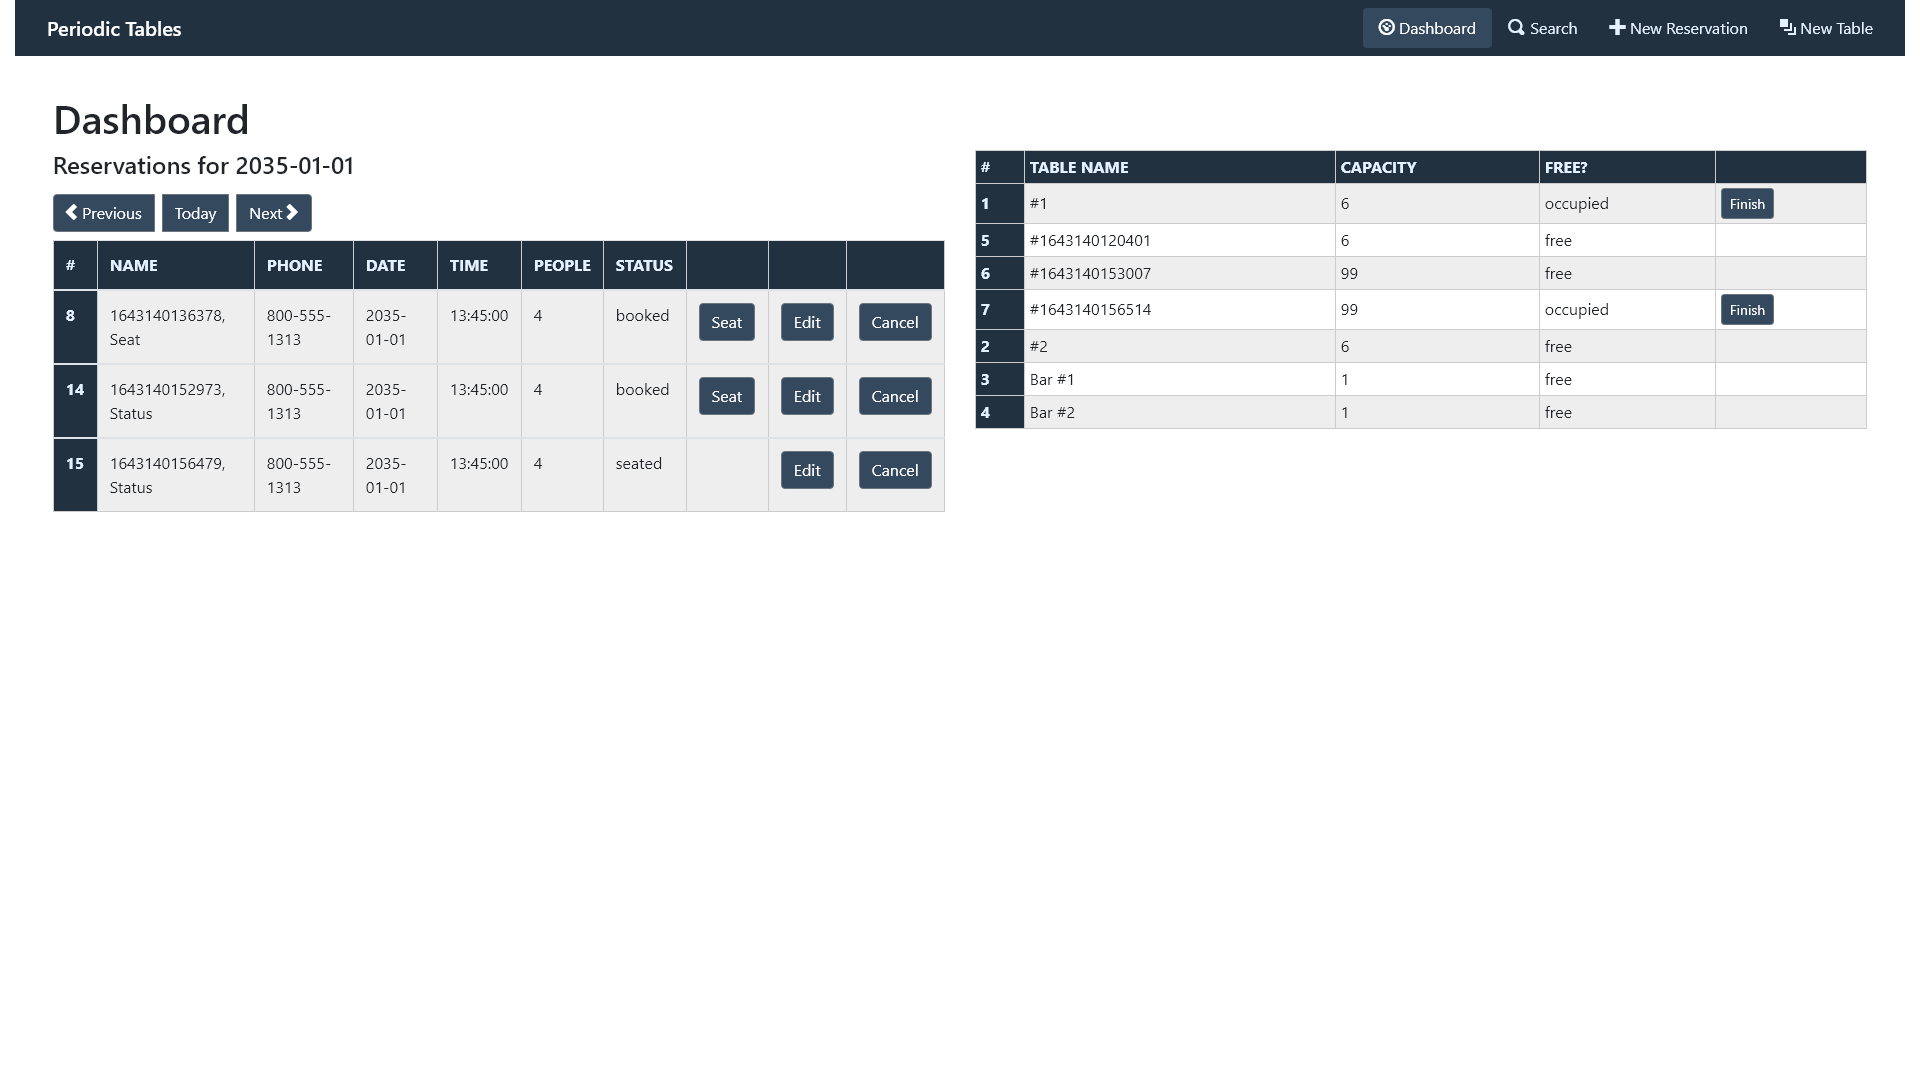 Periodic Tables
Dashboard Search New Reservation New Table
Dashboard
Reservations for 2035-01-01
Previous Today Next
# NAME PHONE DATE TIME PEOPLE STATUS
8 1643140136378, Seat 800-555-1313 2035-01-01 13:45:00 4 booked Seat Edit Cancel
14 1643140152973, Status 800-555-1313 2035-01-01 13:45:00 4 booked Seat Edit Cancel
15 1643140156479, Status 800-555-1313 2035-01-01 13:45:00 4 seated Edit Cancel
# TABLE NAME CAPACITY FREE?
1 #1 6 occupied Finish
5 #1643140120401 6 free
6 #1643140153007 99 free
7 #1643140156514 99 occupied Finish
2 #2 6 free
3 Bar #1 1 free
4 Bar #2 1 free